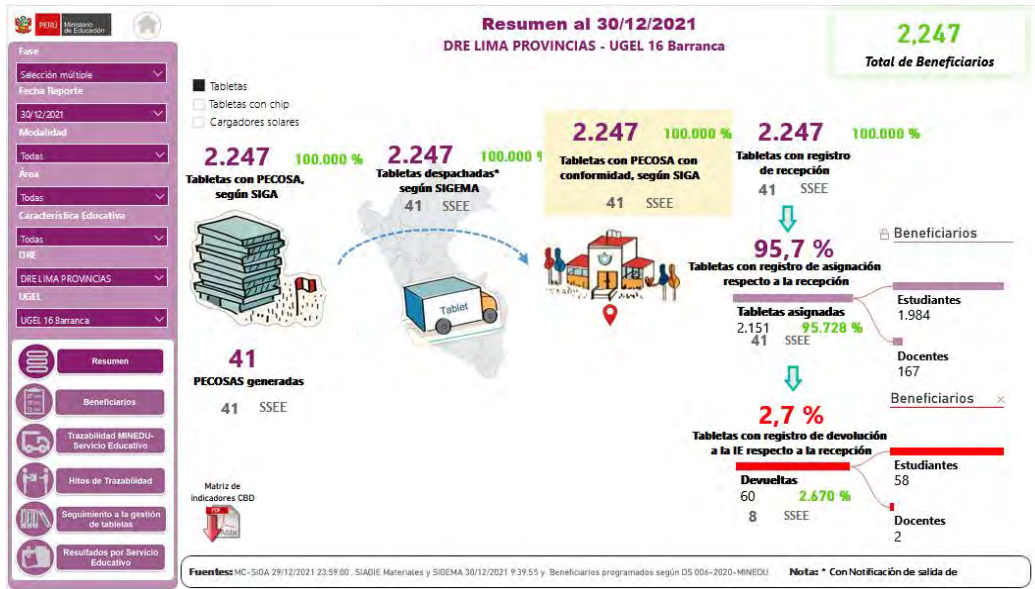 PERÚ
Ministerio
de Educación
Resumen al 30/12/2021
DRE LIMA PROVINCIAS - UGEL 16 Barranca
2,247
Total de Beneficiarios
Fase
Selección múltiple
Fecha Reporte
30/12/2021
Modalidad
Todas
Área
Todas
Característica Educativa
Todas
DRE
DRE LIMA PROVINCIAS
UGEL
UGEL 16 Barranca
Resumen
Beneficiarios
Trazabilidad MINEDU-
Servicio Educativo
Hitos de Trazabilidad
Seguimiento a la gestión
de tabletas
Resultados por Servicio
Educativo
Tabletas
Tabletas con chip
Cargadores solares
2.247 100.000 %
Tabletas con PECOSA,
según SIGA
41
PECOSAS generadas
41 SSEE
Matriz de
indicadores CBD
PDF
Adobe
2.247 100.000 %
Tabletas despachadas*
según SIGEMA
41 SSEE
Tablet
2.247 100.000 %
Tabletas con PECOSA con
conformidad, según SIGA
41 SSEE
2.247 100.000 %
Tabletas con registro
de recepción
41 SSEE
95,7 %
Tabletas con registro de asignación
respecto a la recepción
Tabletas asignadas
2.151 95.728 %
41 SSEE
Beneficiarios
Estudiantes
1.984
Docentes
167
2,7 %
Tabletas con registro de devolución
a la IE respecto a la recepción
Devueltas
60 2.670 %
8 SSEE
Beneficiarios
Estudiantes
58
Docentes
2
Fuentes: MC-SIGA 29/12/2021 23:59:00 , SIAGIE Materiales y SIGEMA 30/12/2021 9:39:55 y Beneficiarios programados según DS 006-2020-MINEDU Nota: * Con Notificación de salida de